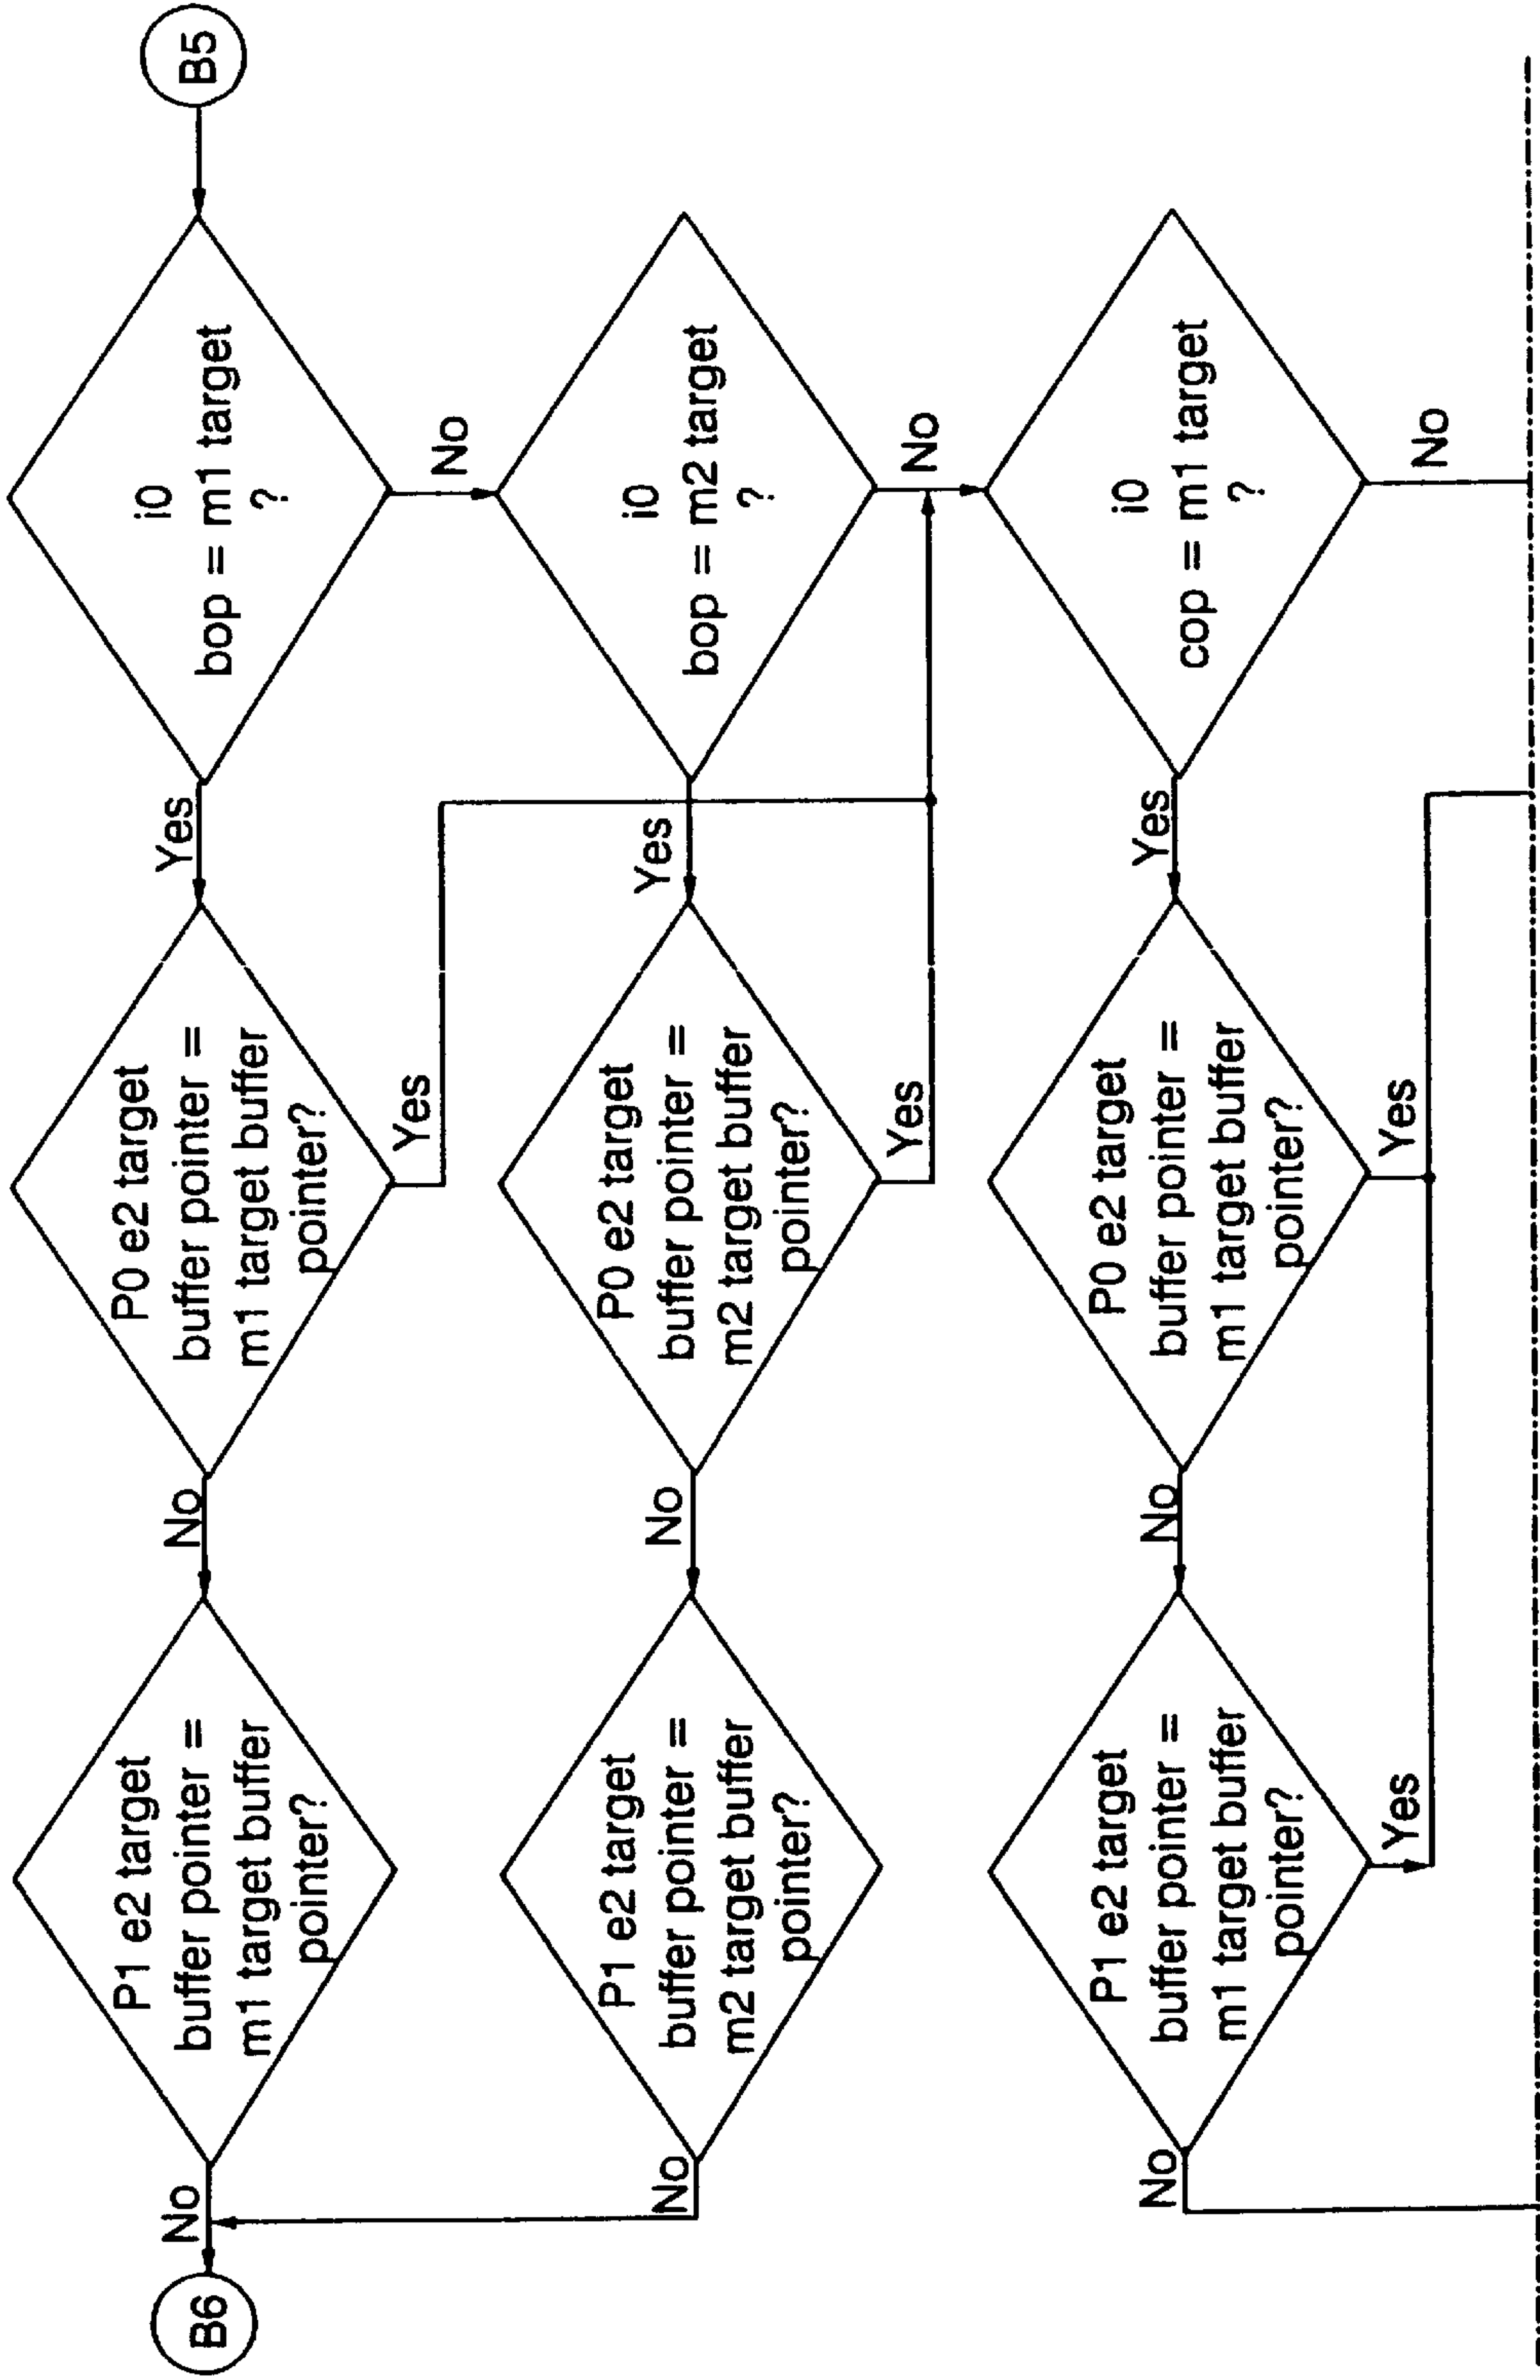 B5
i0
bop = m1 target
?
Yes
No
P0 e2 target
buffer pointer =
m1 target buffer
pointer?
No
Yes
P1 e2 target
buffer pointer =
m1 target buffer
pointer?
No
B6
i0
bop = m2 target
?
Yes
No
P0 e2 target
buffer pointer =
m2 target buffer
pointer?
No
Yes
P1 e2 target
buffer pointer =
m2 target buffer
pointer?
No
i0
cop = m1 target
?
Yes
No
P0 e2 target
buffer pointer =
m1 target buffer
pointer?
No
Yes
P1 e2 target
buffer pointer =
m1 target buffer
pointer?
No
Yes